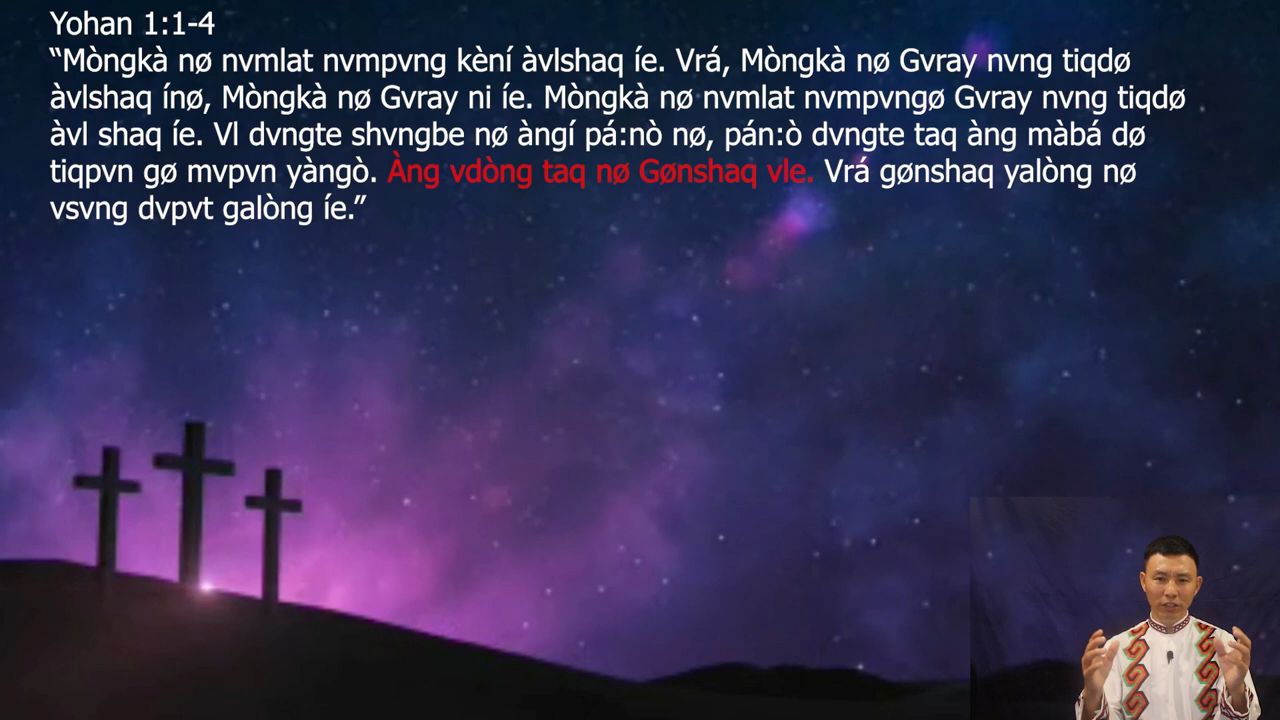 Yohan 1:1-4
“Mòngkà nø nvmlat nvmpvng kèní àvlshaq íe. Vrá, Mòngkà nø Gvray nvng tiqdø
àvlshaq ínø, Mòngkà nø Gvray ni íe. Mòngkà nø nvmlat nvmpvngø Gvray nvng tiqdø
àvl shaq íe. Vl dvngte shvngbe nø àngí pá:nò nø, pán:ò dvngte taq àng màbá dø
tiqpvn gø mvpvn yàngò. Àng vdòng taq nø Gønshaq vle. Vrá gønshaq yalòng nø
vsvng dvpvt galòng íe.”